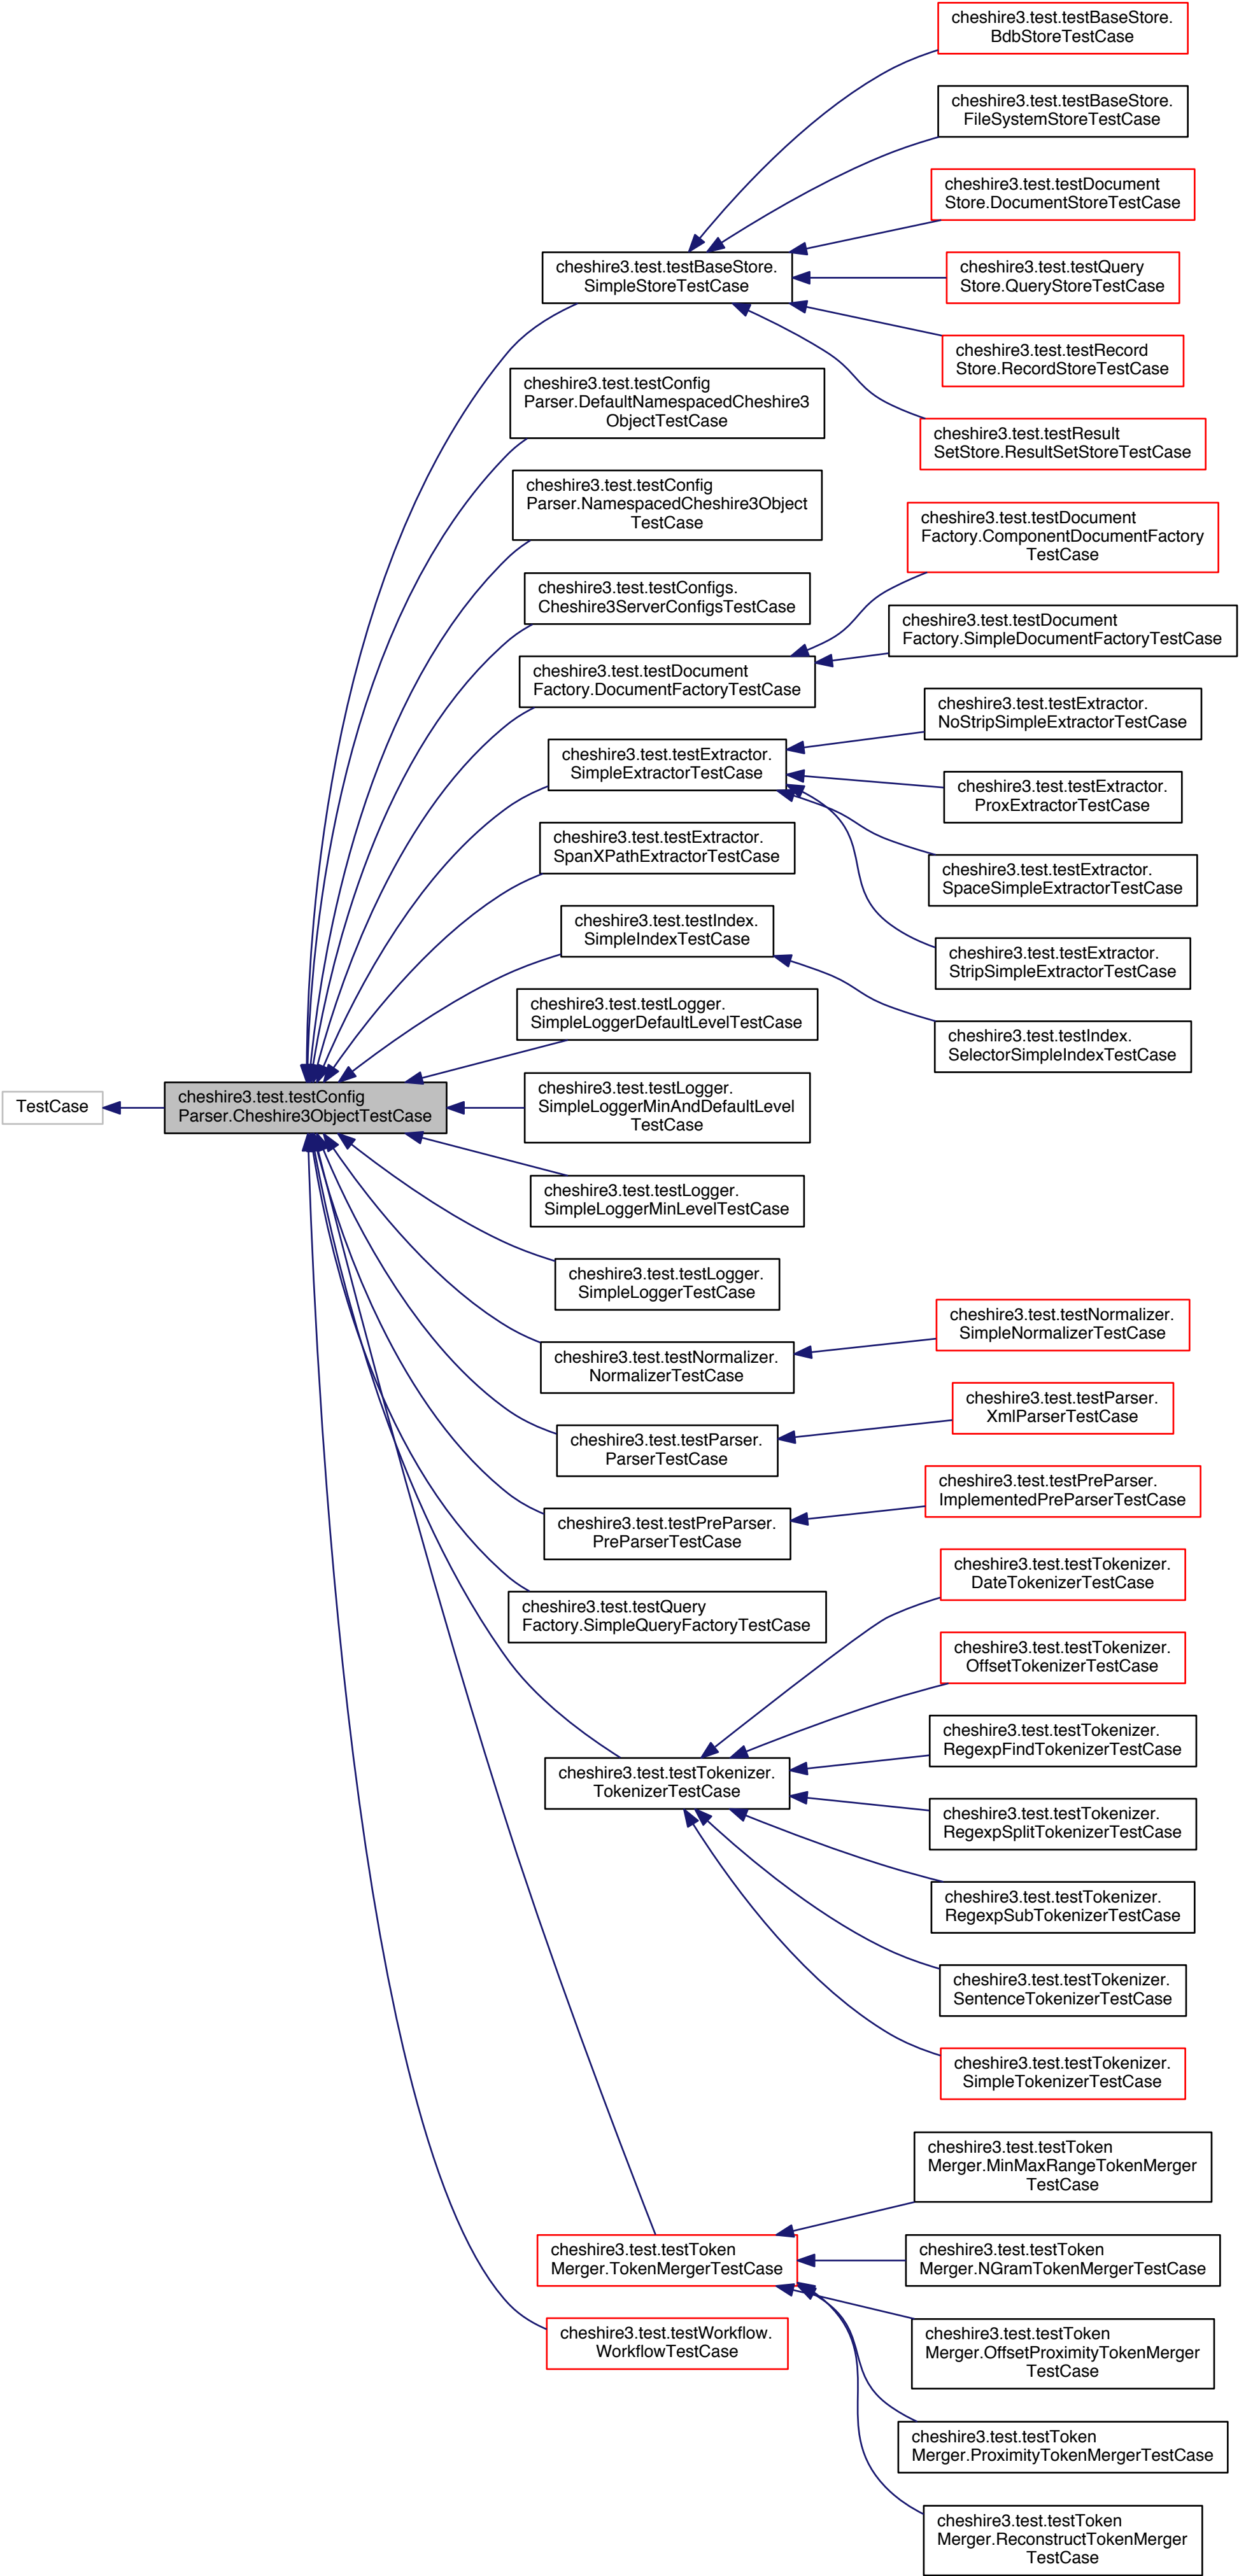 TestCase
cheshire3.test.testConfig
Parser.Cheshire3ObjectTestCase
cheshire3.test.testBaseStore.
SimpleStoreTestCase
cheshire3.test.testConfig
Parser.DefaultNamespacedCheshire3
ObjectTestCase
cheshire3.test.testConfig
Parser.NamespacedCheshire3Object
TestCase
cheshire3.test.testConfigs.
Cheshire3ServerConfigsTestCase
cheshire3.test.testDocument
Factory.DocumentFactoryTestCase
cheshire3.test.testExtractor.
SimpleExtractorTestCase
cheshire3.test.testExtractor.
SpanXPathExtractorTestCase
cheshire3.test.testIndex.
SimpleIndexTestCase
cheshire3.test.testLogger.
SimpleLoggerDefaultLevelTestCase
cheshire3.test.testLogger.
SimpleLoggerMinAndDefaultLevel
TestCase
cheshire3.test.testLogger.
SimpleLoggerMinLevelTestCase
cheshire3.test.testLogger.
SimpleLoggerTestCase
cheshire3.test.testNormalizer.
NormalizerTestCase
cheshire3.test.testParser.
ParserTestCase
cheshire3.test.testPreParser.
PreParserTestCase
cheshire3.test.testQuery
Factory.SimpleQueryFactoryTestCase
cheshire3.test.testTokenizer.
TokenizerTestCase
cheshire3.test.testToken
Merger.TokenMergerTestCase
cheshire3.test.testWorkflow.
WorkflowTestCase
cheshire3.test.testBaseStore.
BdbStoreTestCase
cheshire3.test.testBaseStore.
FileSystemStoreTestCase
cheshire3.test.testDocument
Store.DocumentStoreTestCase
cheshire3.test.testQuery
Store.QueryStoreTestCase
cheshire3.test.testRecord
Store.RecordStoreTestCase
cheshire3.test.testResult
SetStore.ResultSetStoreTestCase
cheshire3.test.testDocument
Factory.ComponentDocumentFactory
TestCase
cheshire3.test.testDocument
Factory.SimpleDocumentFactoryTestCase
cheshire3.test.testExtractor.
NoStripSimpleExtractorTestCase
cheshire3.test.testExtractor.
ProxExtractorTestCase
cheshire3.test.testExtractor.
SpaceSimpleExtractorTestCase
cheshire3.test.testExtractor.
StripSimpleExtractorTestCase
cheshire3.test.testIndex.
SelectorSimpleIndexTestCase
cheshire3.test.testNormalizer.
SimpleNormalizerTestCase
cheshire3.test.testParser.
XmlParserTestCase
cheshire3.test.testPreParser.
ImplementedPreParserTestCase
cheshire3.test.testTokenizer.
DateTokenizerTestCase
cheshire3.test.testTokenizer.
OffsetTokenizerTestCase
cheshire3.test.testTokenizer.
RegexpFindTokenizerTestCase
cheshire3.test.testTokenizer.
RegexpSplitTokenizerTestCase
cheshire3.test.testTokenizer.
RegexpSubTokenizerTestCase
cheshire3.test.testTokenizer.
SentenceTokenizerTestCase
cheshire3.test.testTokenizer.
SimpleTokenizerTestCase
cheshire3.test.testToken
Merger.MinMaxRangeTokenMerger
TestCase
cheshire3.test.testToken
Merger.NGramTokenMergerTestCase
cheshire3.test.testToken
Merger.OffsetProximityTokenMerger
TestCase
cheshire3.test.testToken
Merger.ProximityTokenMergerTestCase
cheshire3.test.testToken
Merger.ReconstructTokenMerger
TestCase